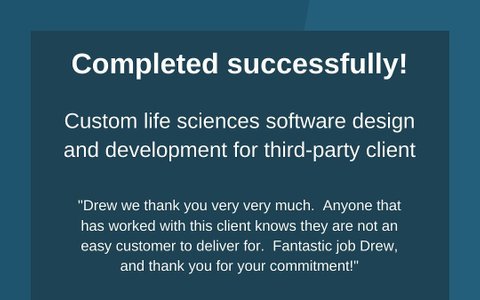 Completed successfully!
Custom life sciences software design
and development for third-party client
"Drew we thank you very very much.  Anyone that
has worked with this client knows they are not an
easy customer to deliver for.  Fantastic job Drew,
and thank you for your commitment!"